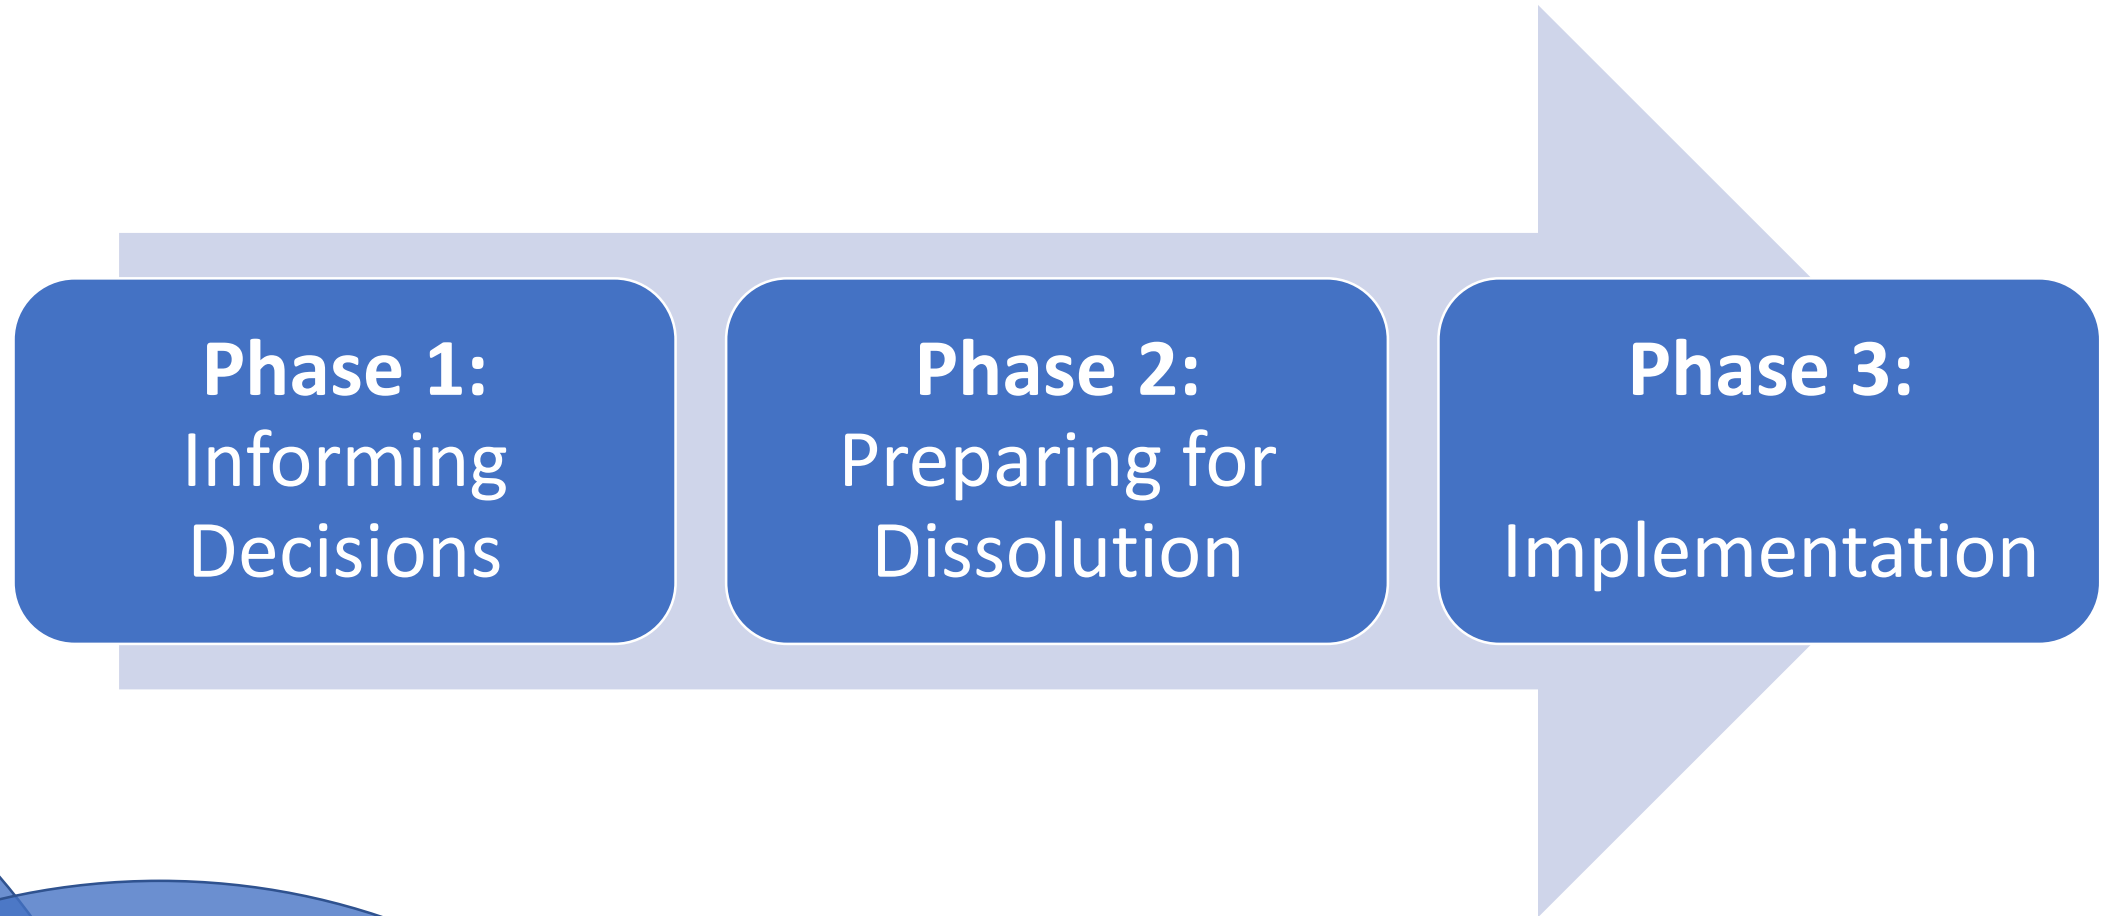 Phase 1:
Informing
Decisions
Phase 2:
Preparing for
Dissolution
Phase 3:
Implementation